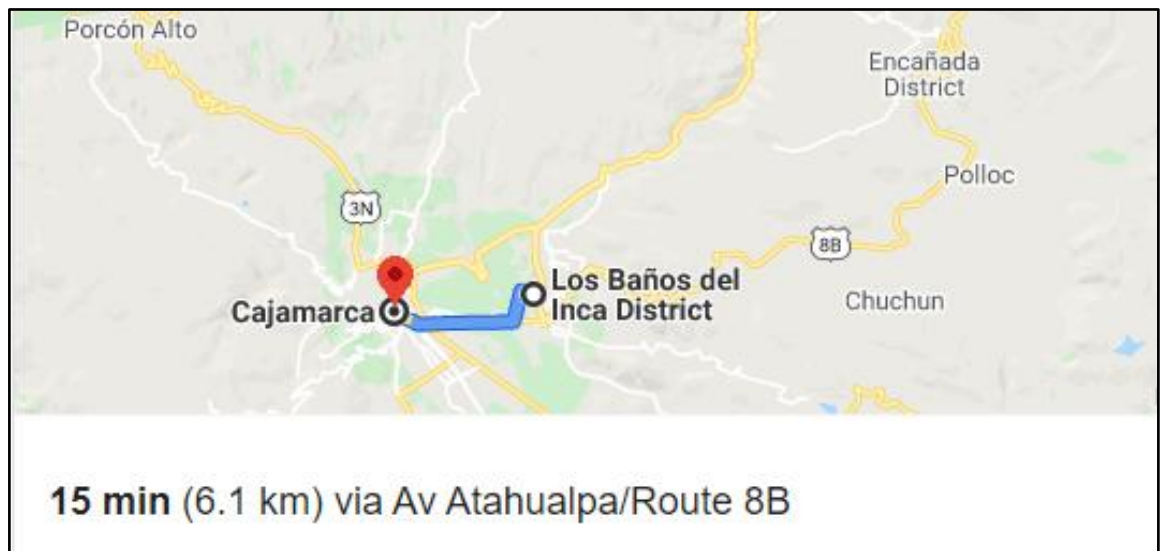 Porcón Alto
Encañada
District
Polloc
3N
8B
Los Baños del
Inca District
Cajamarca
Chuchun
15 min (6.1 km) via Av Atahualpa/Route 8B